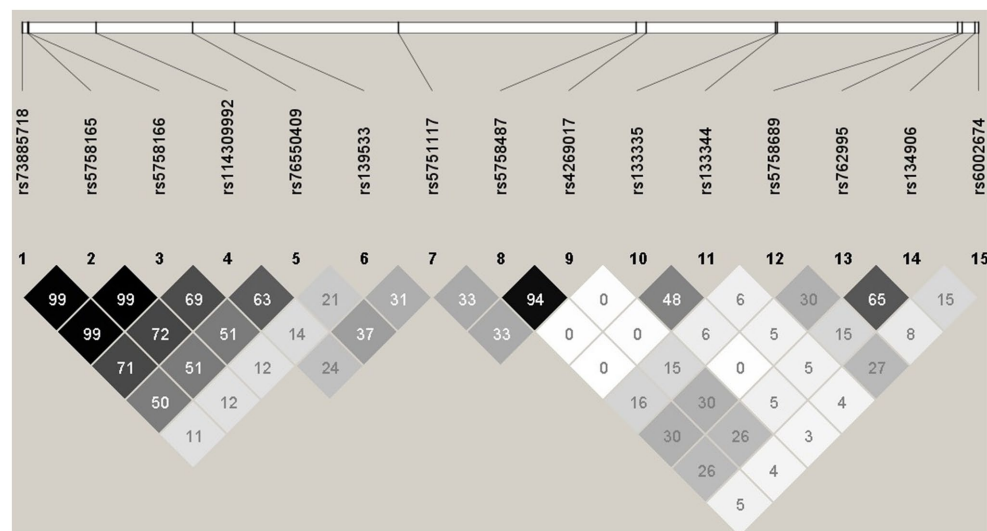 rs73885718
rs5758165
rs5758166
rs114309992
rs76550409
rs139533
rs5751117
rs5758487
rs4269017
rs133335
rs133344
rs5758689
rs762995
rs134906
rs6002674
1 2 3 4 5 6 7 8 9 10 11 12 13 14 15
99 99 69 63 21 31 33 94 0 48 6 30 65 15
99 72 51 14 37 33 0 0 6 5 15 8
71 51 12 24 0 15 0 5 27
50 12 16 30 5 4
11 30 26 3
26 4
5